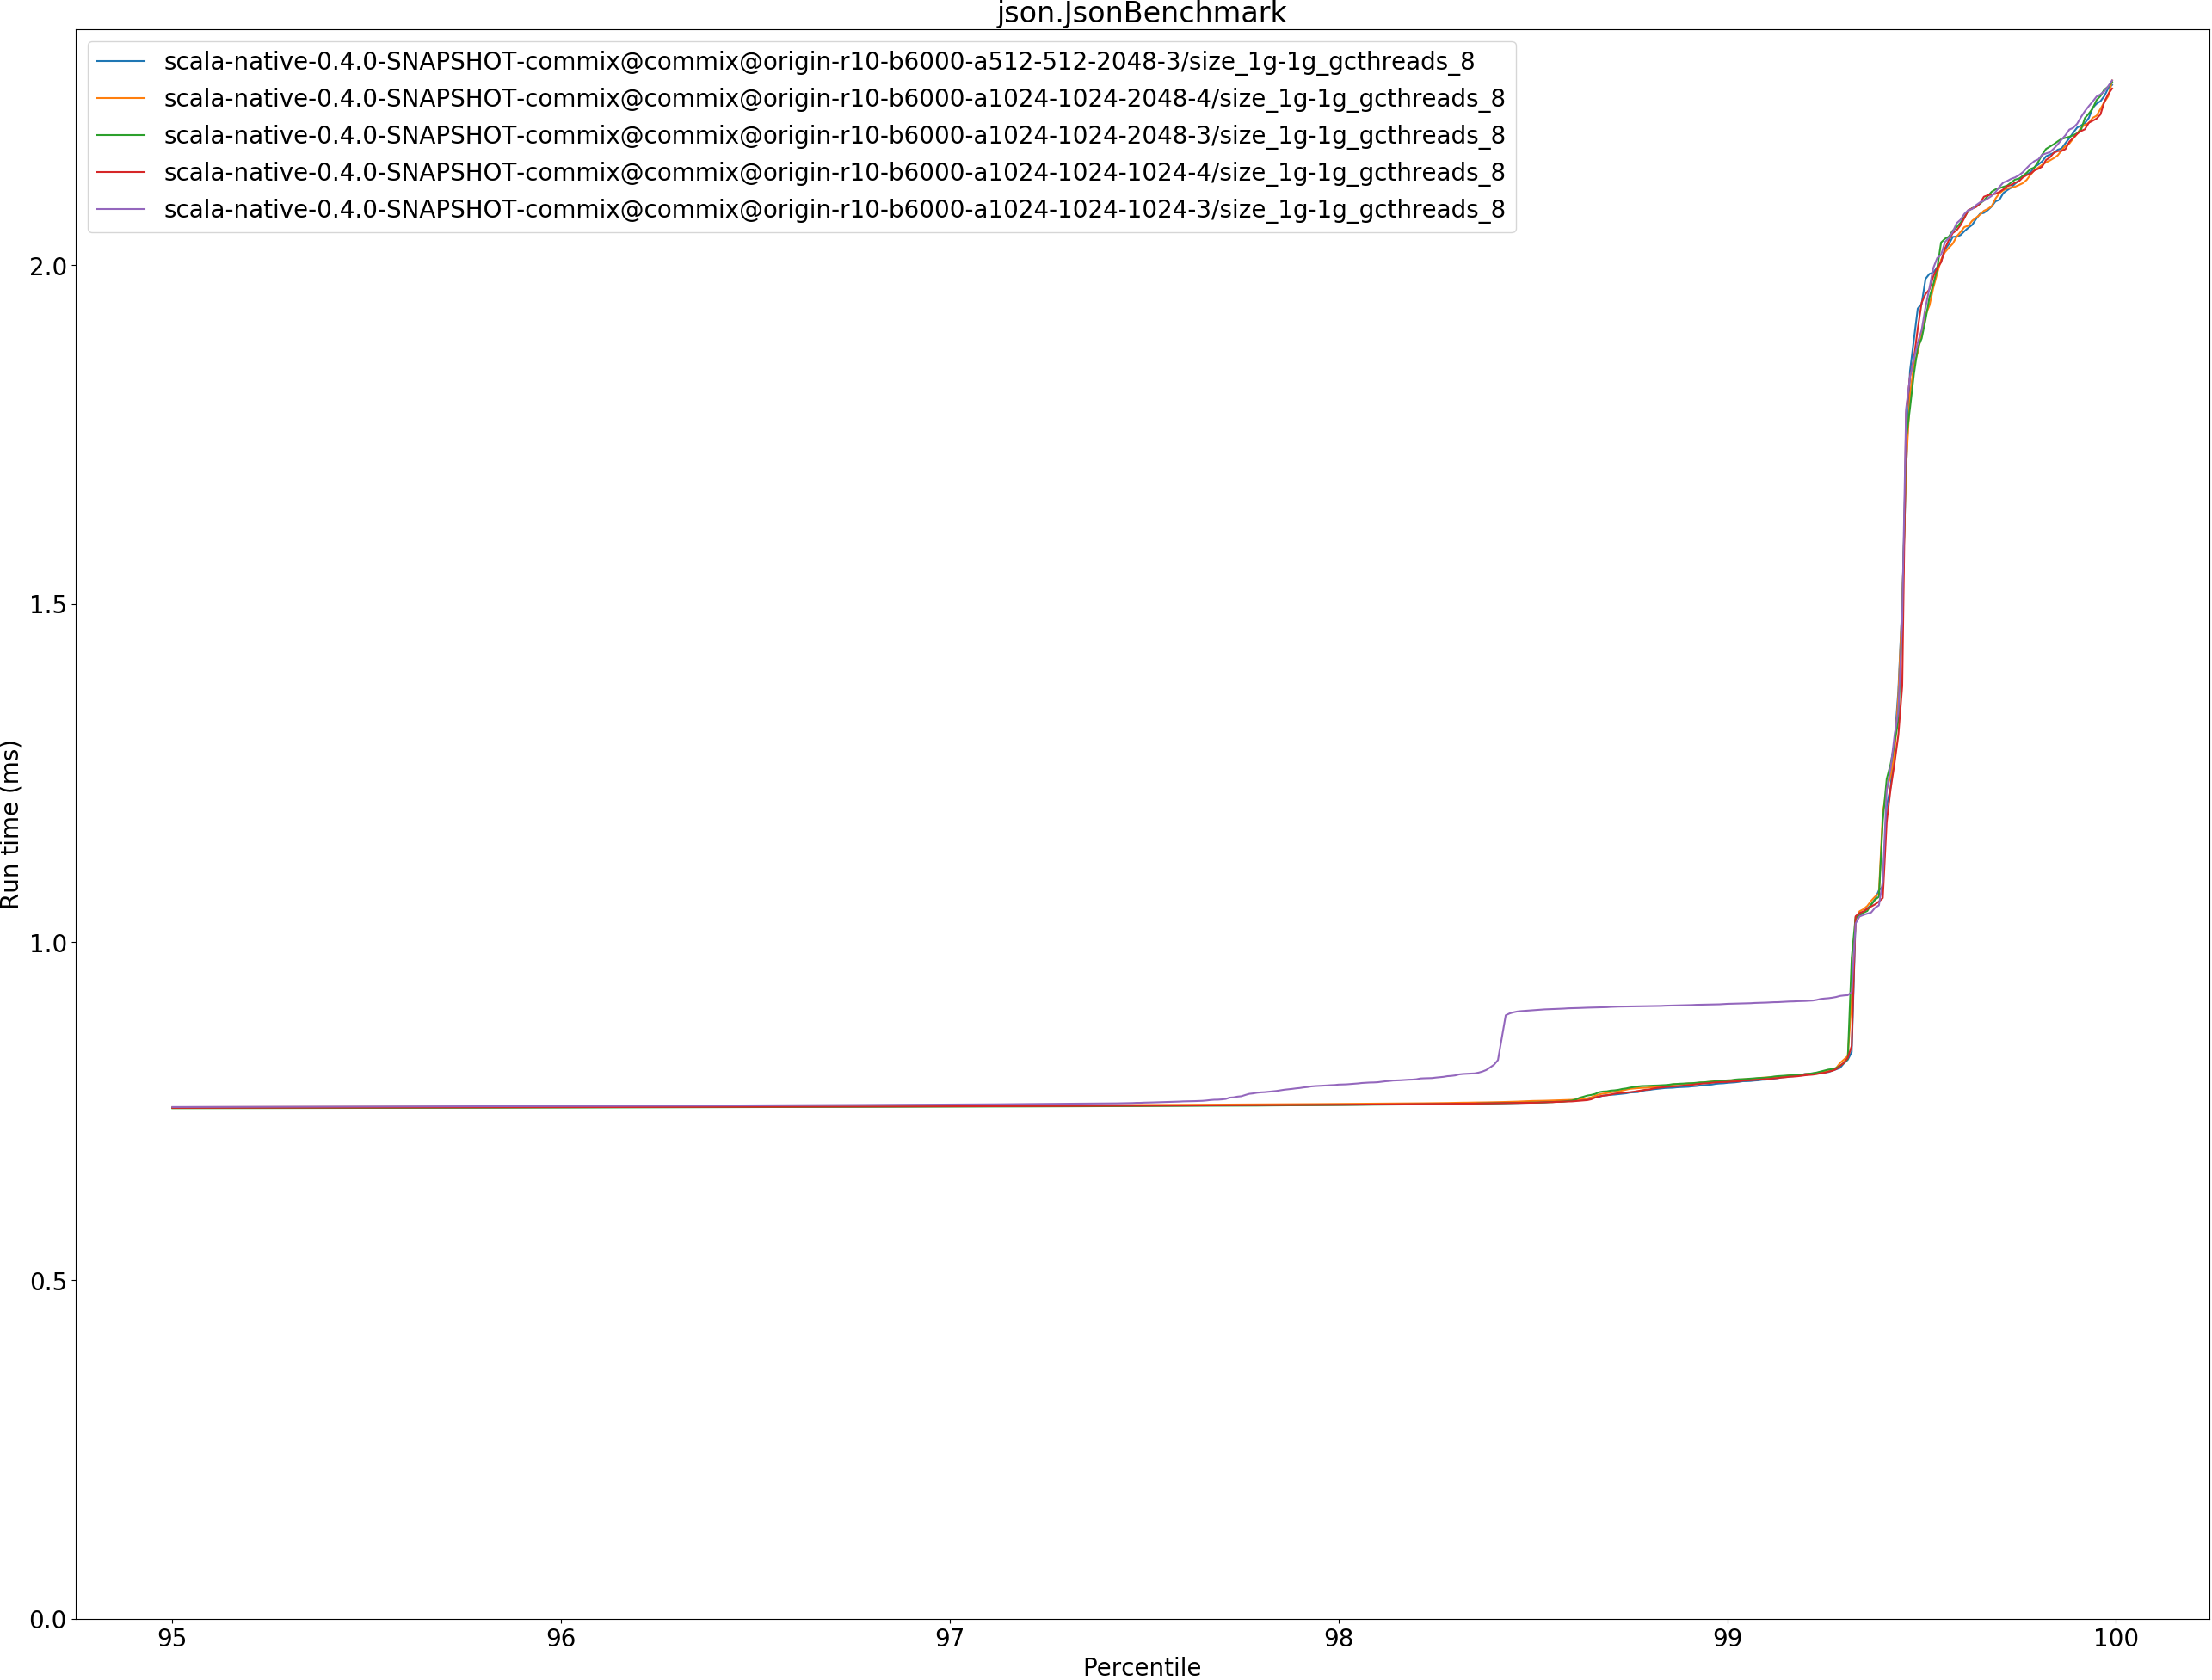 json.JsonBenchmark
scala-native-0.4.0-SNAPSHOT-commix@commix@origin-r10-b6000-a512-512-2048-3/size_1g-1g_gcthreads_8
scala-native-0.4.0-SNAPSHOT-commix@commix@origin-r10-b6000-a1024-1024-2048-4/size_1g-1g_gcthreads_8
scala-native-0.4.0-SNAPSHOT-commix@commix@origin-r10-b6000-a1024-1024-2048-3/size_1g-1g_gcthreads_8
scala-native-0.4.0-SNAPSHOT-commix@commix@origin-r10-b6000-a1024-1024-1024-4/size_1g-1g_gcthreads_8
scala-native-0.4.0-SNAPSHOT-commix@commix@origin-r10-b6000-a1024-1024-1024-3/size_1g-1g_gcthreads_8
2.0
1.5
1.0
0.5
0.0
Run time (ms)
95 96 97 98 99 100
Percentile